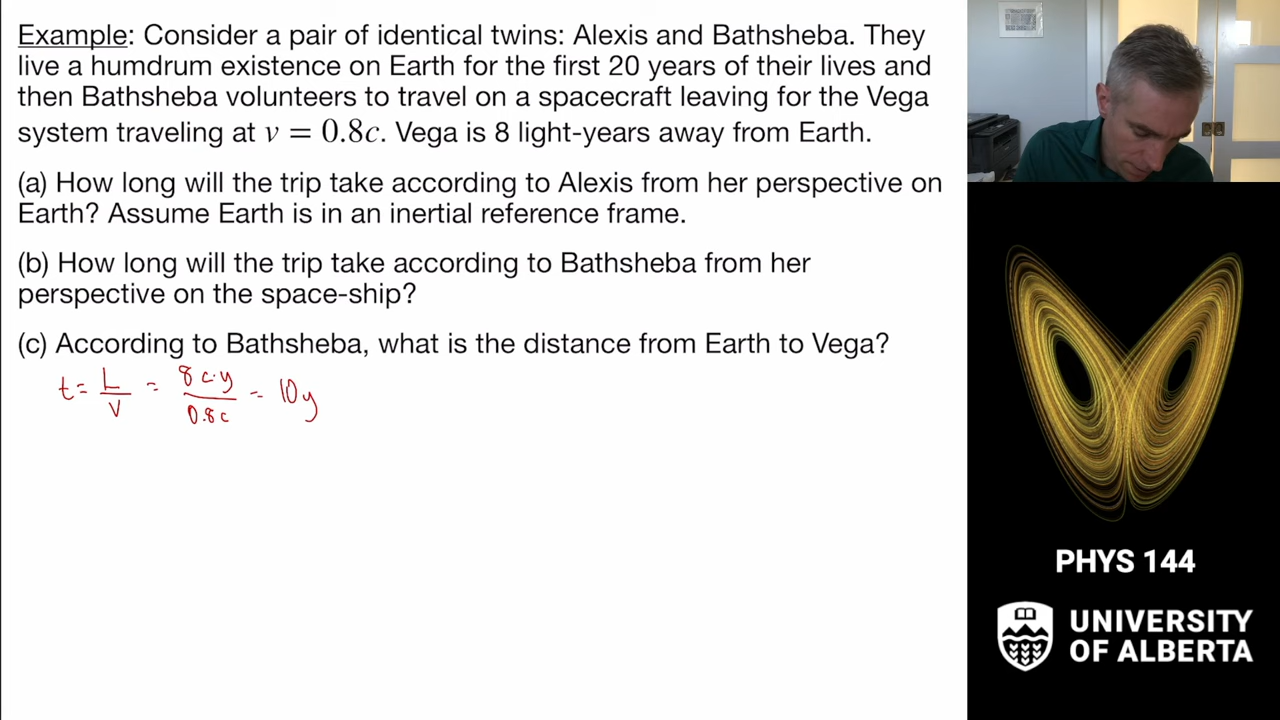 Example: Consider a pair of identical twins: Alexis and Bathsheba. They
live a humdrum existence on Earth for the first 20 years of their lives and
then Bathsheba volunteers to travel on a spacecraft leaving for the Vega
system traveling at v = 0.8c. Vega is 8 light-years away from Earth.
(a) How long will the trip take according to Alexis from her perspective on
Earth? Assume Earth is in an inertial reference frame.
(b) How long will the trip take according to Bathsheba from her
perspective on the space-ship?
(c) According to Bathsheba, what is the distance from Earth to Vega?
t = L/V = 8 c·y/0.8c = 10y
PHYS 144
UNIVERSITY
OF ALBERTA